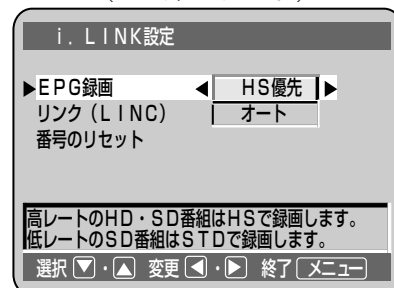 i. LINK設定
▶EPG録画 ◀ HS優先 ▶
リンク（LINC） オート
番号のリセット
高レートのHD・SD番組はHSで録画します。
低レートのSD番組はSTDで録画します。
選択 ▼・▲ 変更 ◀・▶ 終了 メニュー